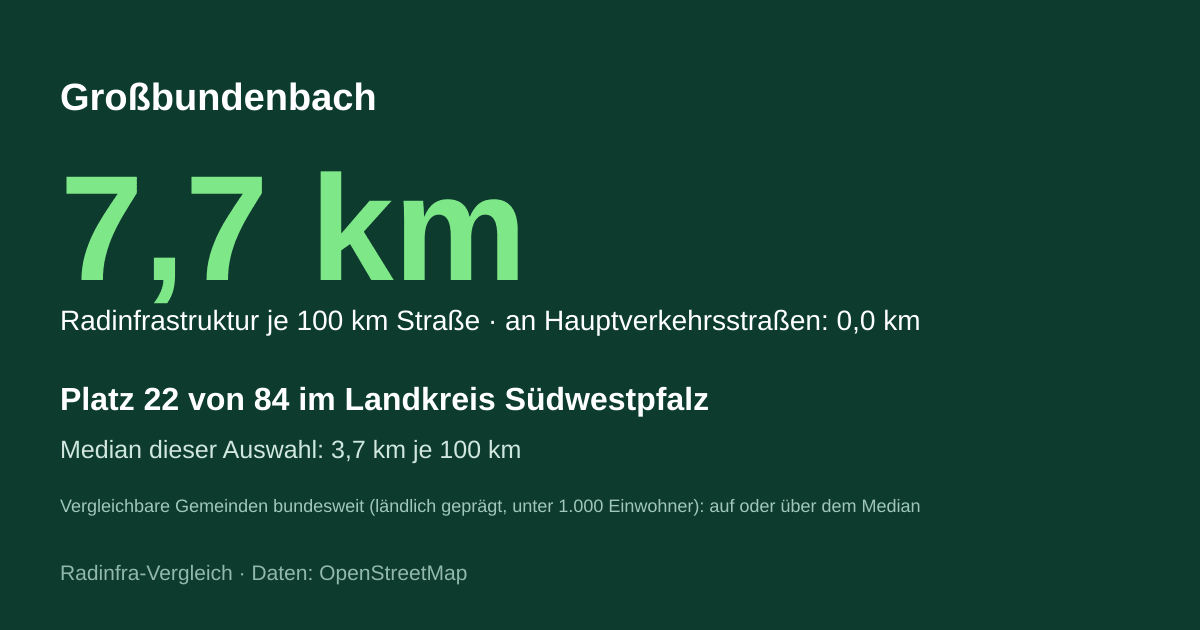 Großbundenbach
7,7 km
Radinfrastruktur je 100 km Straße · an Hauptverkehrsstraßen: 0,0 km
Platz 22 von 84 im Landkreis Südwestpfalz
Median dieser Auswahl: 3,7 km je 100 km
Vergleichbare Gemeinden bundesweit (ländlich geprägt, unter 1.000 Einwohner): auf oder über dem Median
Radinfra-Vergleich · Daten: OpenStreetMap